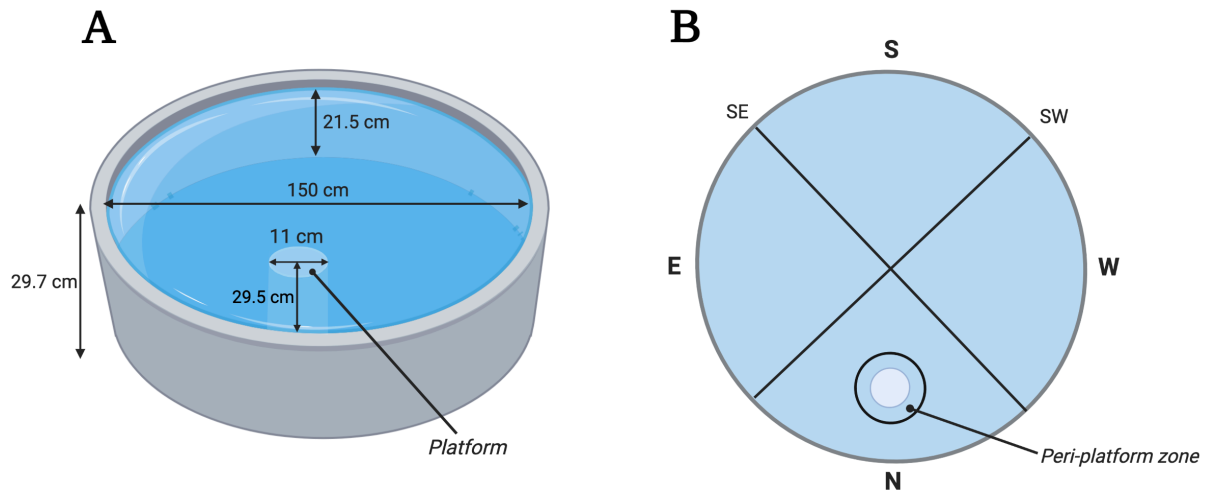 A
21.5 cm
150 cm
11 cm
29.7 cm
29.5 cm
Platform
B
S
SE
SW
E
W
Peri-platform zone
N